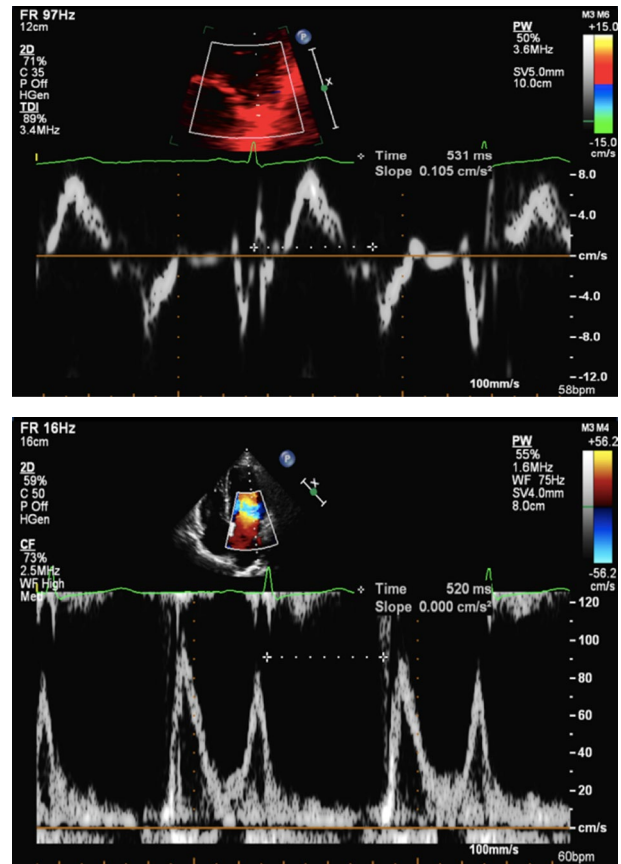 FR 97Hz
12cm
2D
71%
C 35
P Off
HGen
TDI
89%
3.4MHz
P
X
PW
50%
3.6MHz
SV5.0mm
10.0cm
M3 M6
+15.0
-15.0
cm/s
Time 531 ms
Slope 0.105 cm/s²
8.0
4.0
cm/s
-4.0
-8.0
-12.0
100mm/s
58bpm
FR 16Hz
16cm
2D
59%
C 50
P Off
HGen
CF
73%
2.5MHz
WF High
Med
P
X
PW
55%
1.6MHz
WF 75Hz
SV4.0mm
8.0cm
M3 M4
+56.2
-56.2
cm/s
Time 520 ms
Slope 0.000 cm/s²
120
100
80
60
40
20
cm/s
100mm/s
60bpm